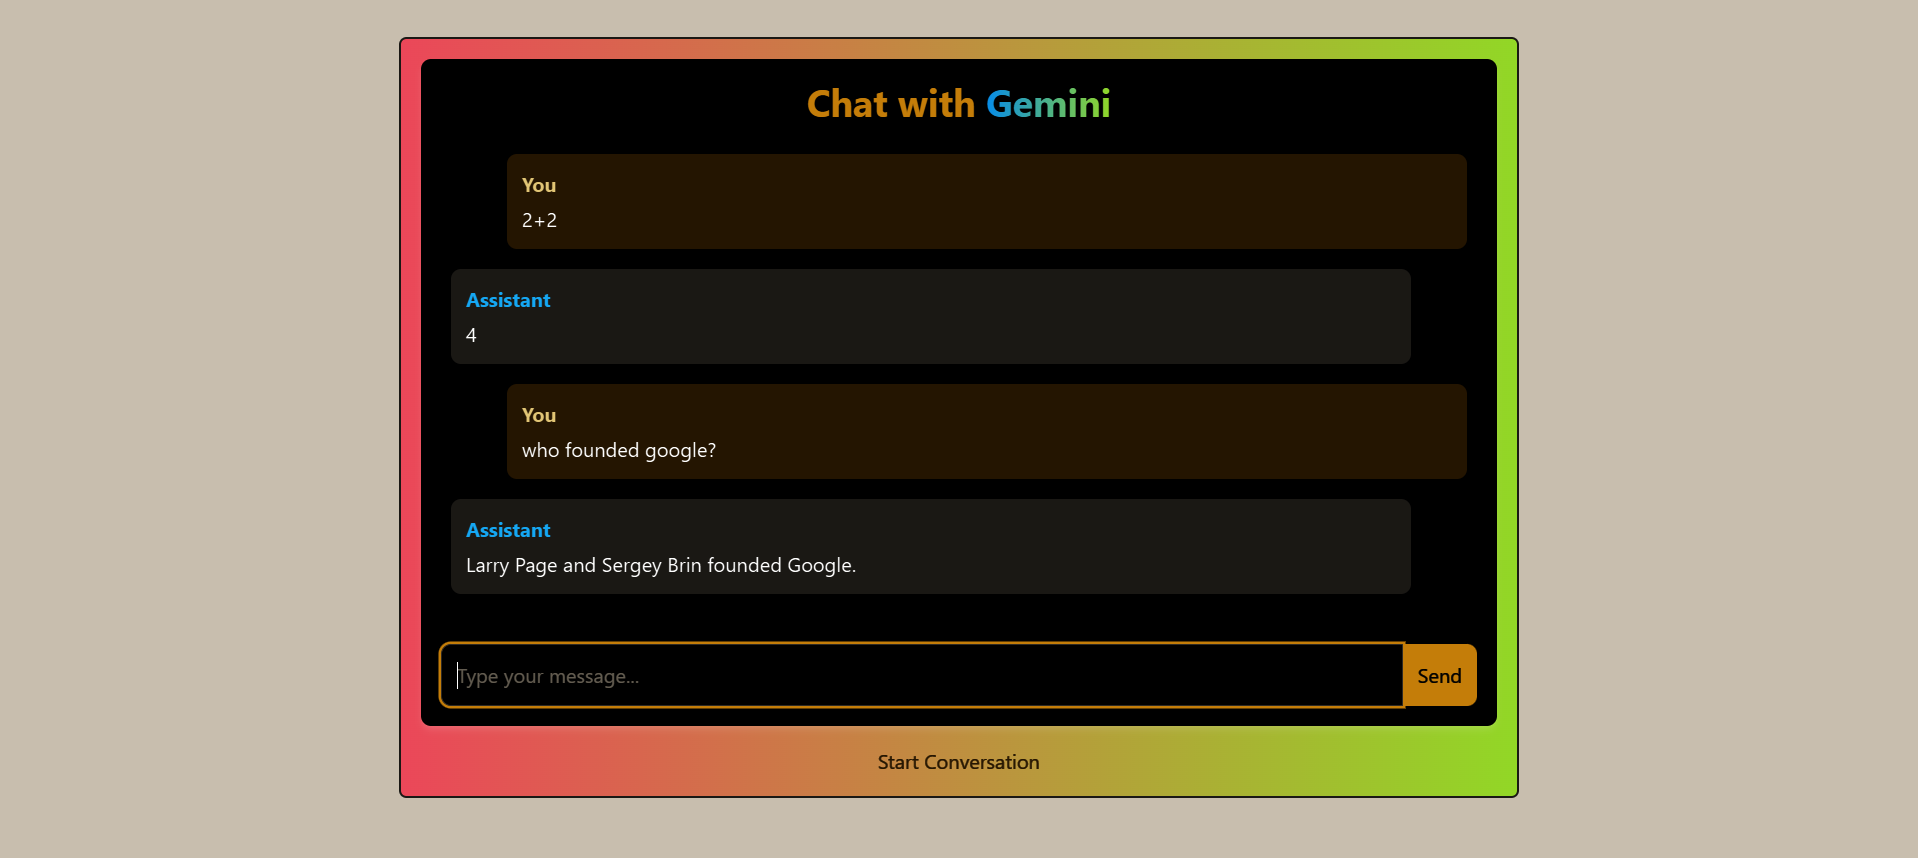 Chat with Gemini
You
2+2
Assistant
4
You
who founded google?
Assistant
Larry Page and Sergey Brin founded Google.
Type your message...
Send
Start Conversation